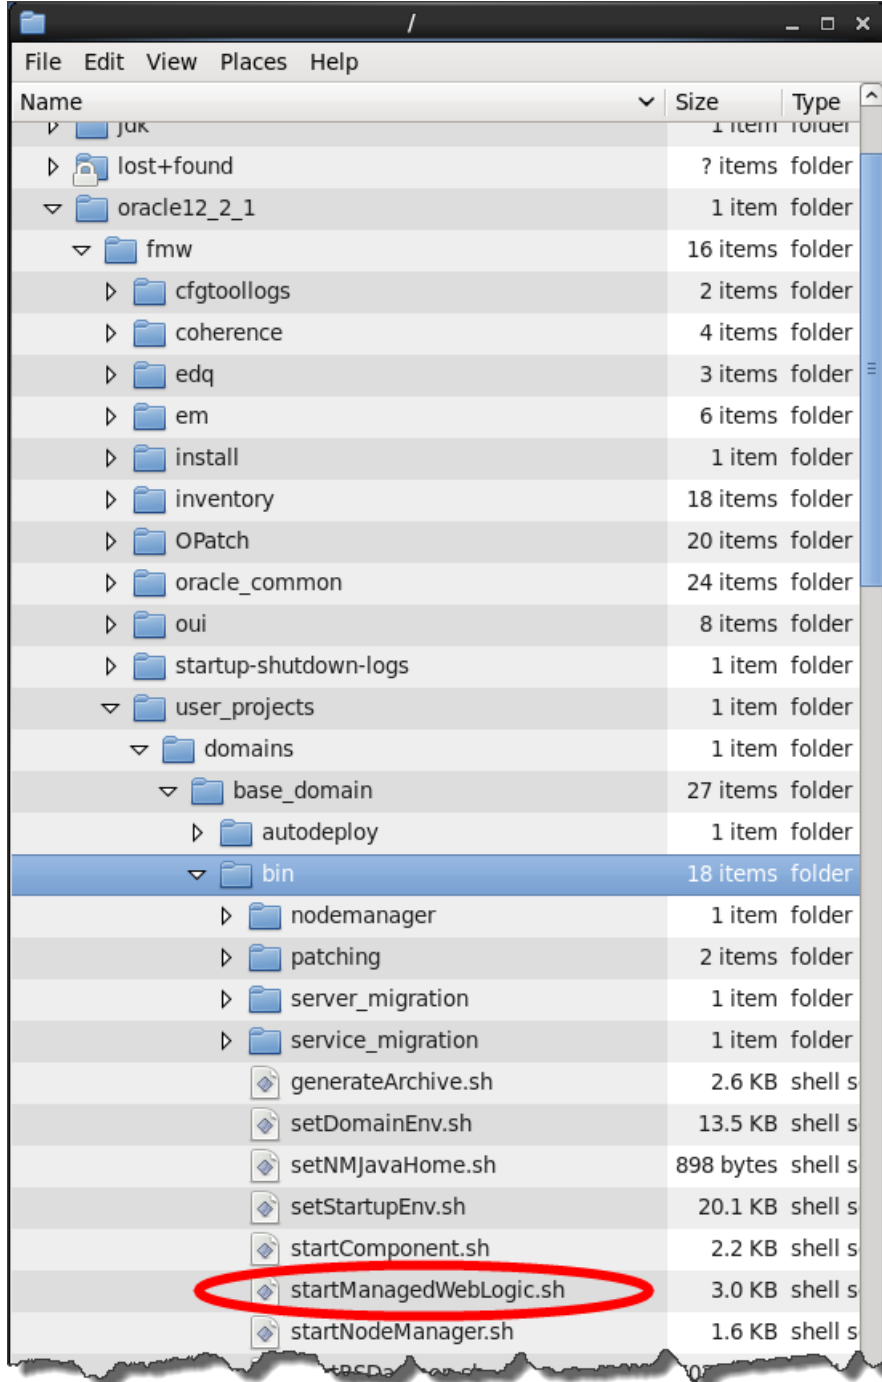 /
File Edit View Places Help
Name Size Type
jdk 1 item folder
lost+found ? items folder
oracle12_2_1 1 item folder
fmw 16 items folder
cfgtoollogs 2 items folder
coherence 4 items folder
edq 3 items folder
em 6 items folder
install 1 item folder
inventory 18 items folder
OPatch 20 items folder
oracle_common 24 items folder
oui 8 items folder
startup-shutdown-logs 1 item folder
user_projects 1 item folder
domains 1 item folder
base_domain 27 items folder
autodeploy 1 item folder
bin 18 items folder
nodemanager 1 item folder
patching 2 items folder
server_migration 1 item folder
service_migration 1 item folder
generateArchive.sh 2.6 KB shell s
setDomainEnv.sh 13.5 KB shell s
setNMJavaHome.sh 898 bytes shell s
setStartupEnv.sh 20.1 KB shell s
startComponent.sh 2.2 KB shell s
startManagedWebLogic.sh 3.0 KB shell s
startNodeManager.sh 1.6 KB shell s